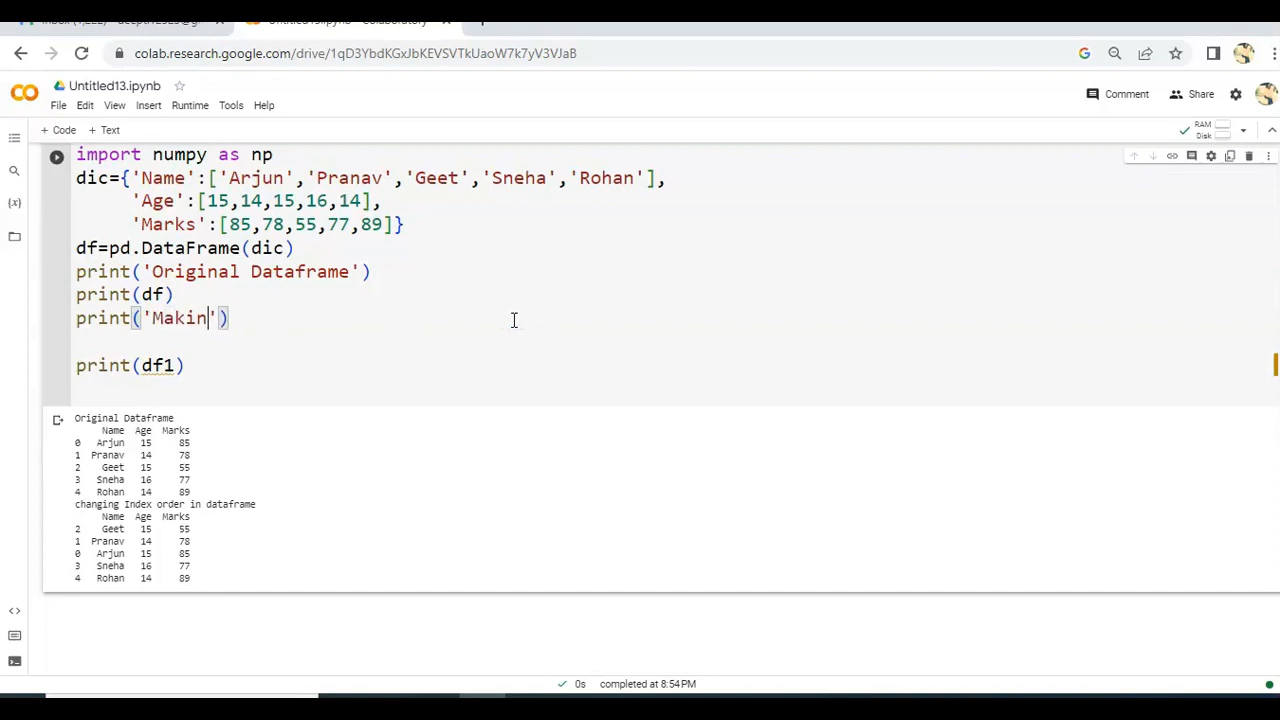 colab.research.google.com/drive/1qD3YbdKGxJbKEVSVTkUaoW7k7yV3VJaB
Untitled13.ipynb
Comment
Share
File Edit View Insert Runtime Tools Help
+ Code + Text
RAM
Disk
import numpy as np
dic={'Name':['Arjun','Pranav','Geet','Sneha','Rohan'],
'Age':[15,14,15,16,14],
'Marks':[85,78,55,77,89]}
df=pd.DataFrame(dic)
print('Original Dataframe')
print(df)
print('Makin')
print(df1)
Original Dataframe
Name Age Marks
0 Arjun 15 85
1 Pranav 14 78
2 Geet 15 55
3 Sneha 16 77
4 Rohan 14 89
changing Index order in dataframe
Name Age Marks
2 Geet 15 55
1 Pranav 14 78
0 Arjun 15 85
3 Sneha 16 77
4 Rohan 14 89
0s completed at 8:54 PM